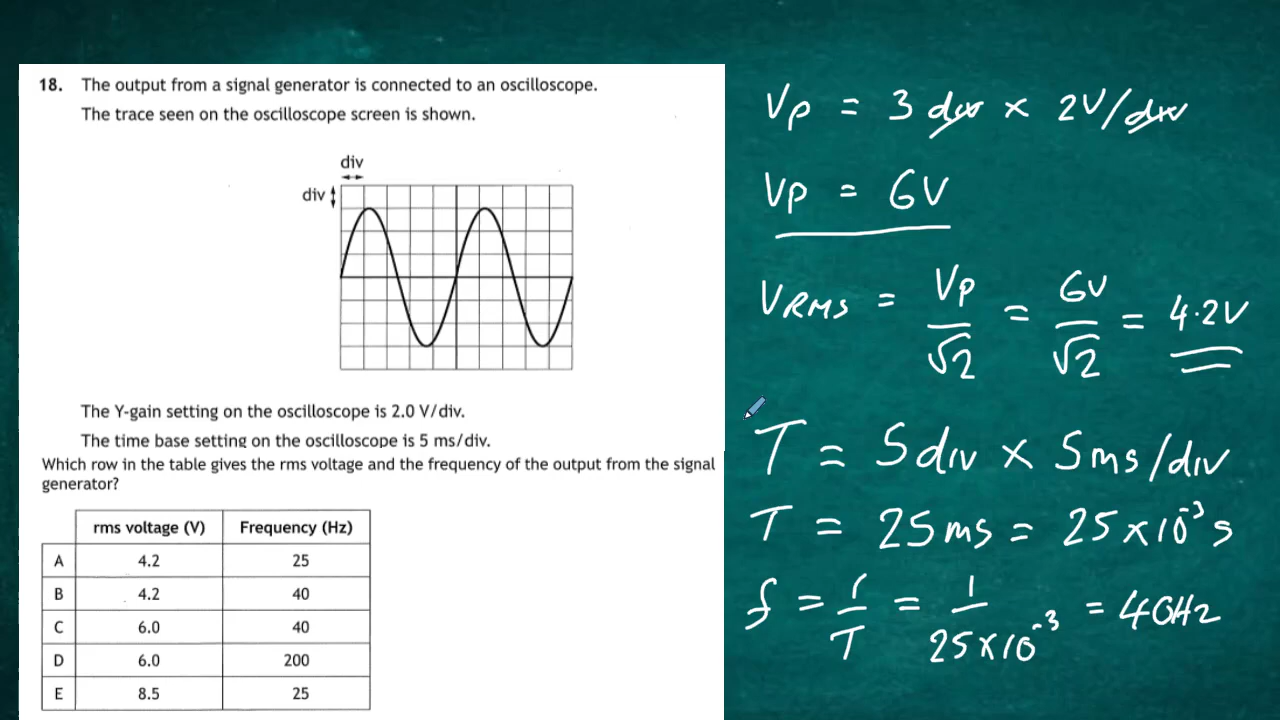 18. The output from a signal generator is connected to an oscilloscope.
The trace seen on the oscilloscope screen is shown.
div
div
The Y-gain setting on the oscilloscope is 2.0 V/div.
The time base setting on the oscilloscope is 5 ms/div.
Which row in the table gives the rms voltage and the frequency of the output from the signal
generator?
rms voltage (V) Frequency (Hz)
A 4.2 25
B 4.2 40
C 6.0 40
D 6.0 200
E 8.5 25
Vp = 3 div × 2V/div
Vp = 6V
VRMS = Vp/√2 = 6V/√2 = 4.2V
T = 5div × 5ms/div
T = 25ms = 25×10⁻³s
f = 1/T = 1/25×10⁻³ = 40Hz